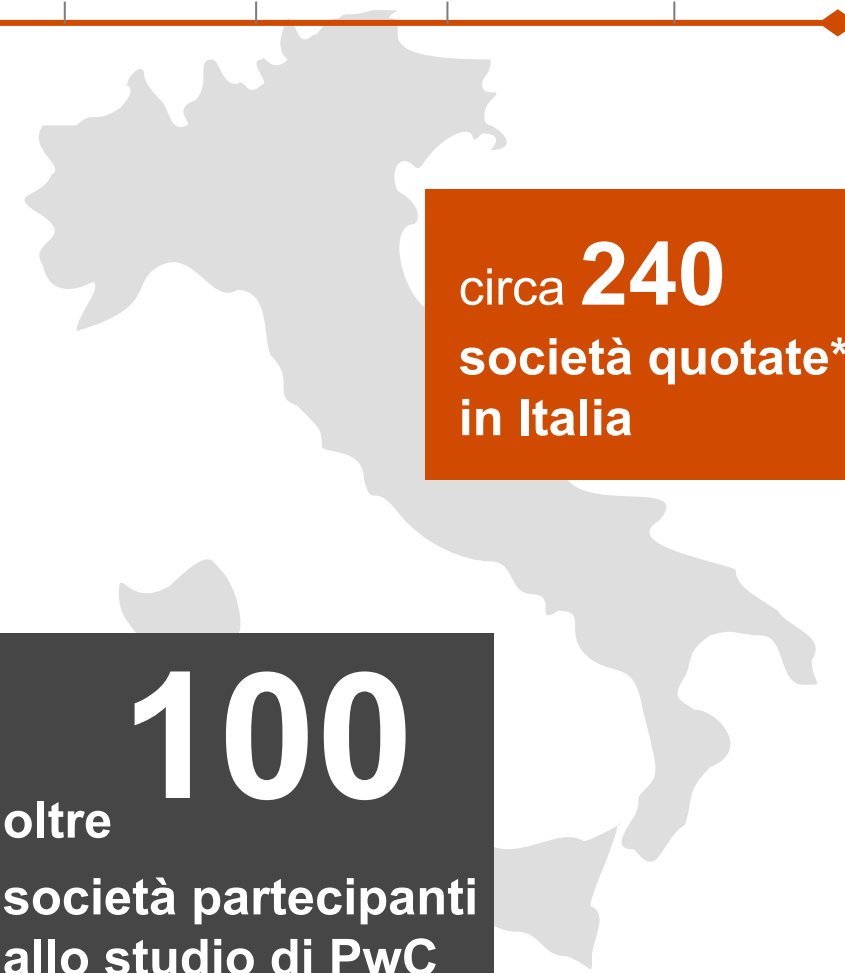 circa 240
società quotate*
in Italia
100
oltre
società partecipanti
allo studio di PwC